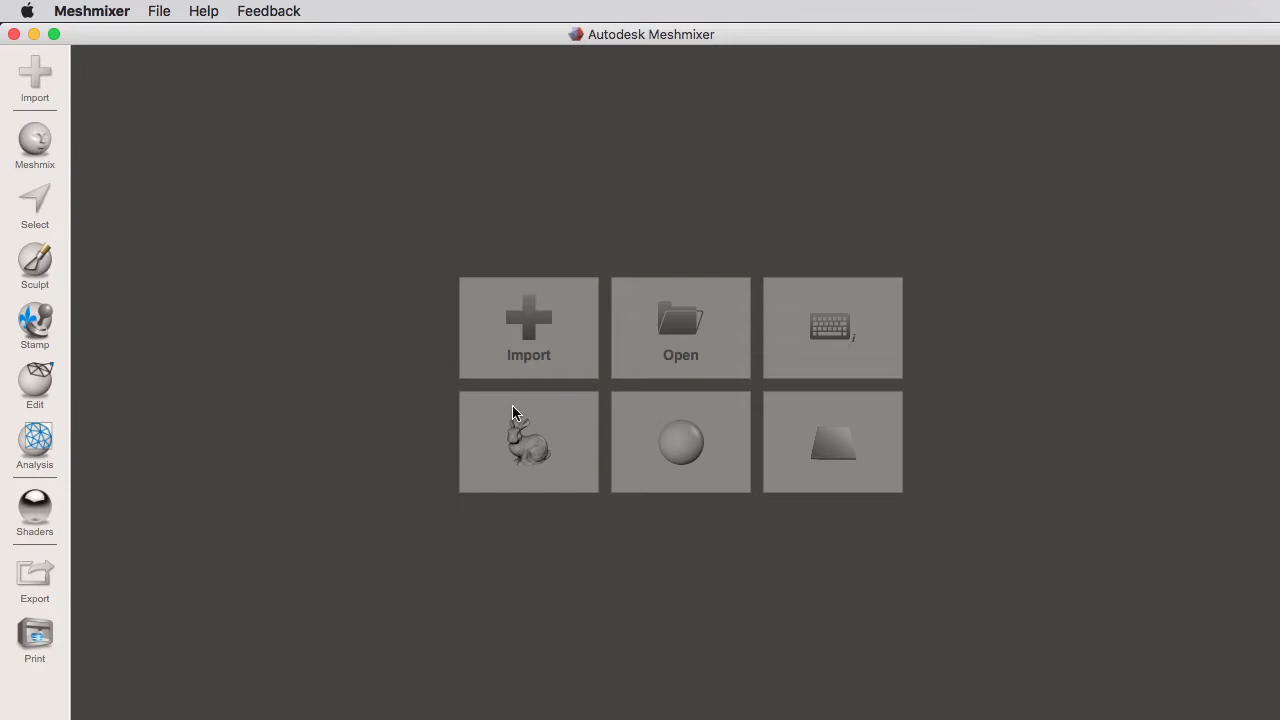 Meshmixer File Help Feedback
Autodesk Meshmixer
Import
Meshmix
Select
Sculpt
Stamp
Edit
Analysis
Shaders
Export
Print
Import
Open
i